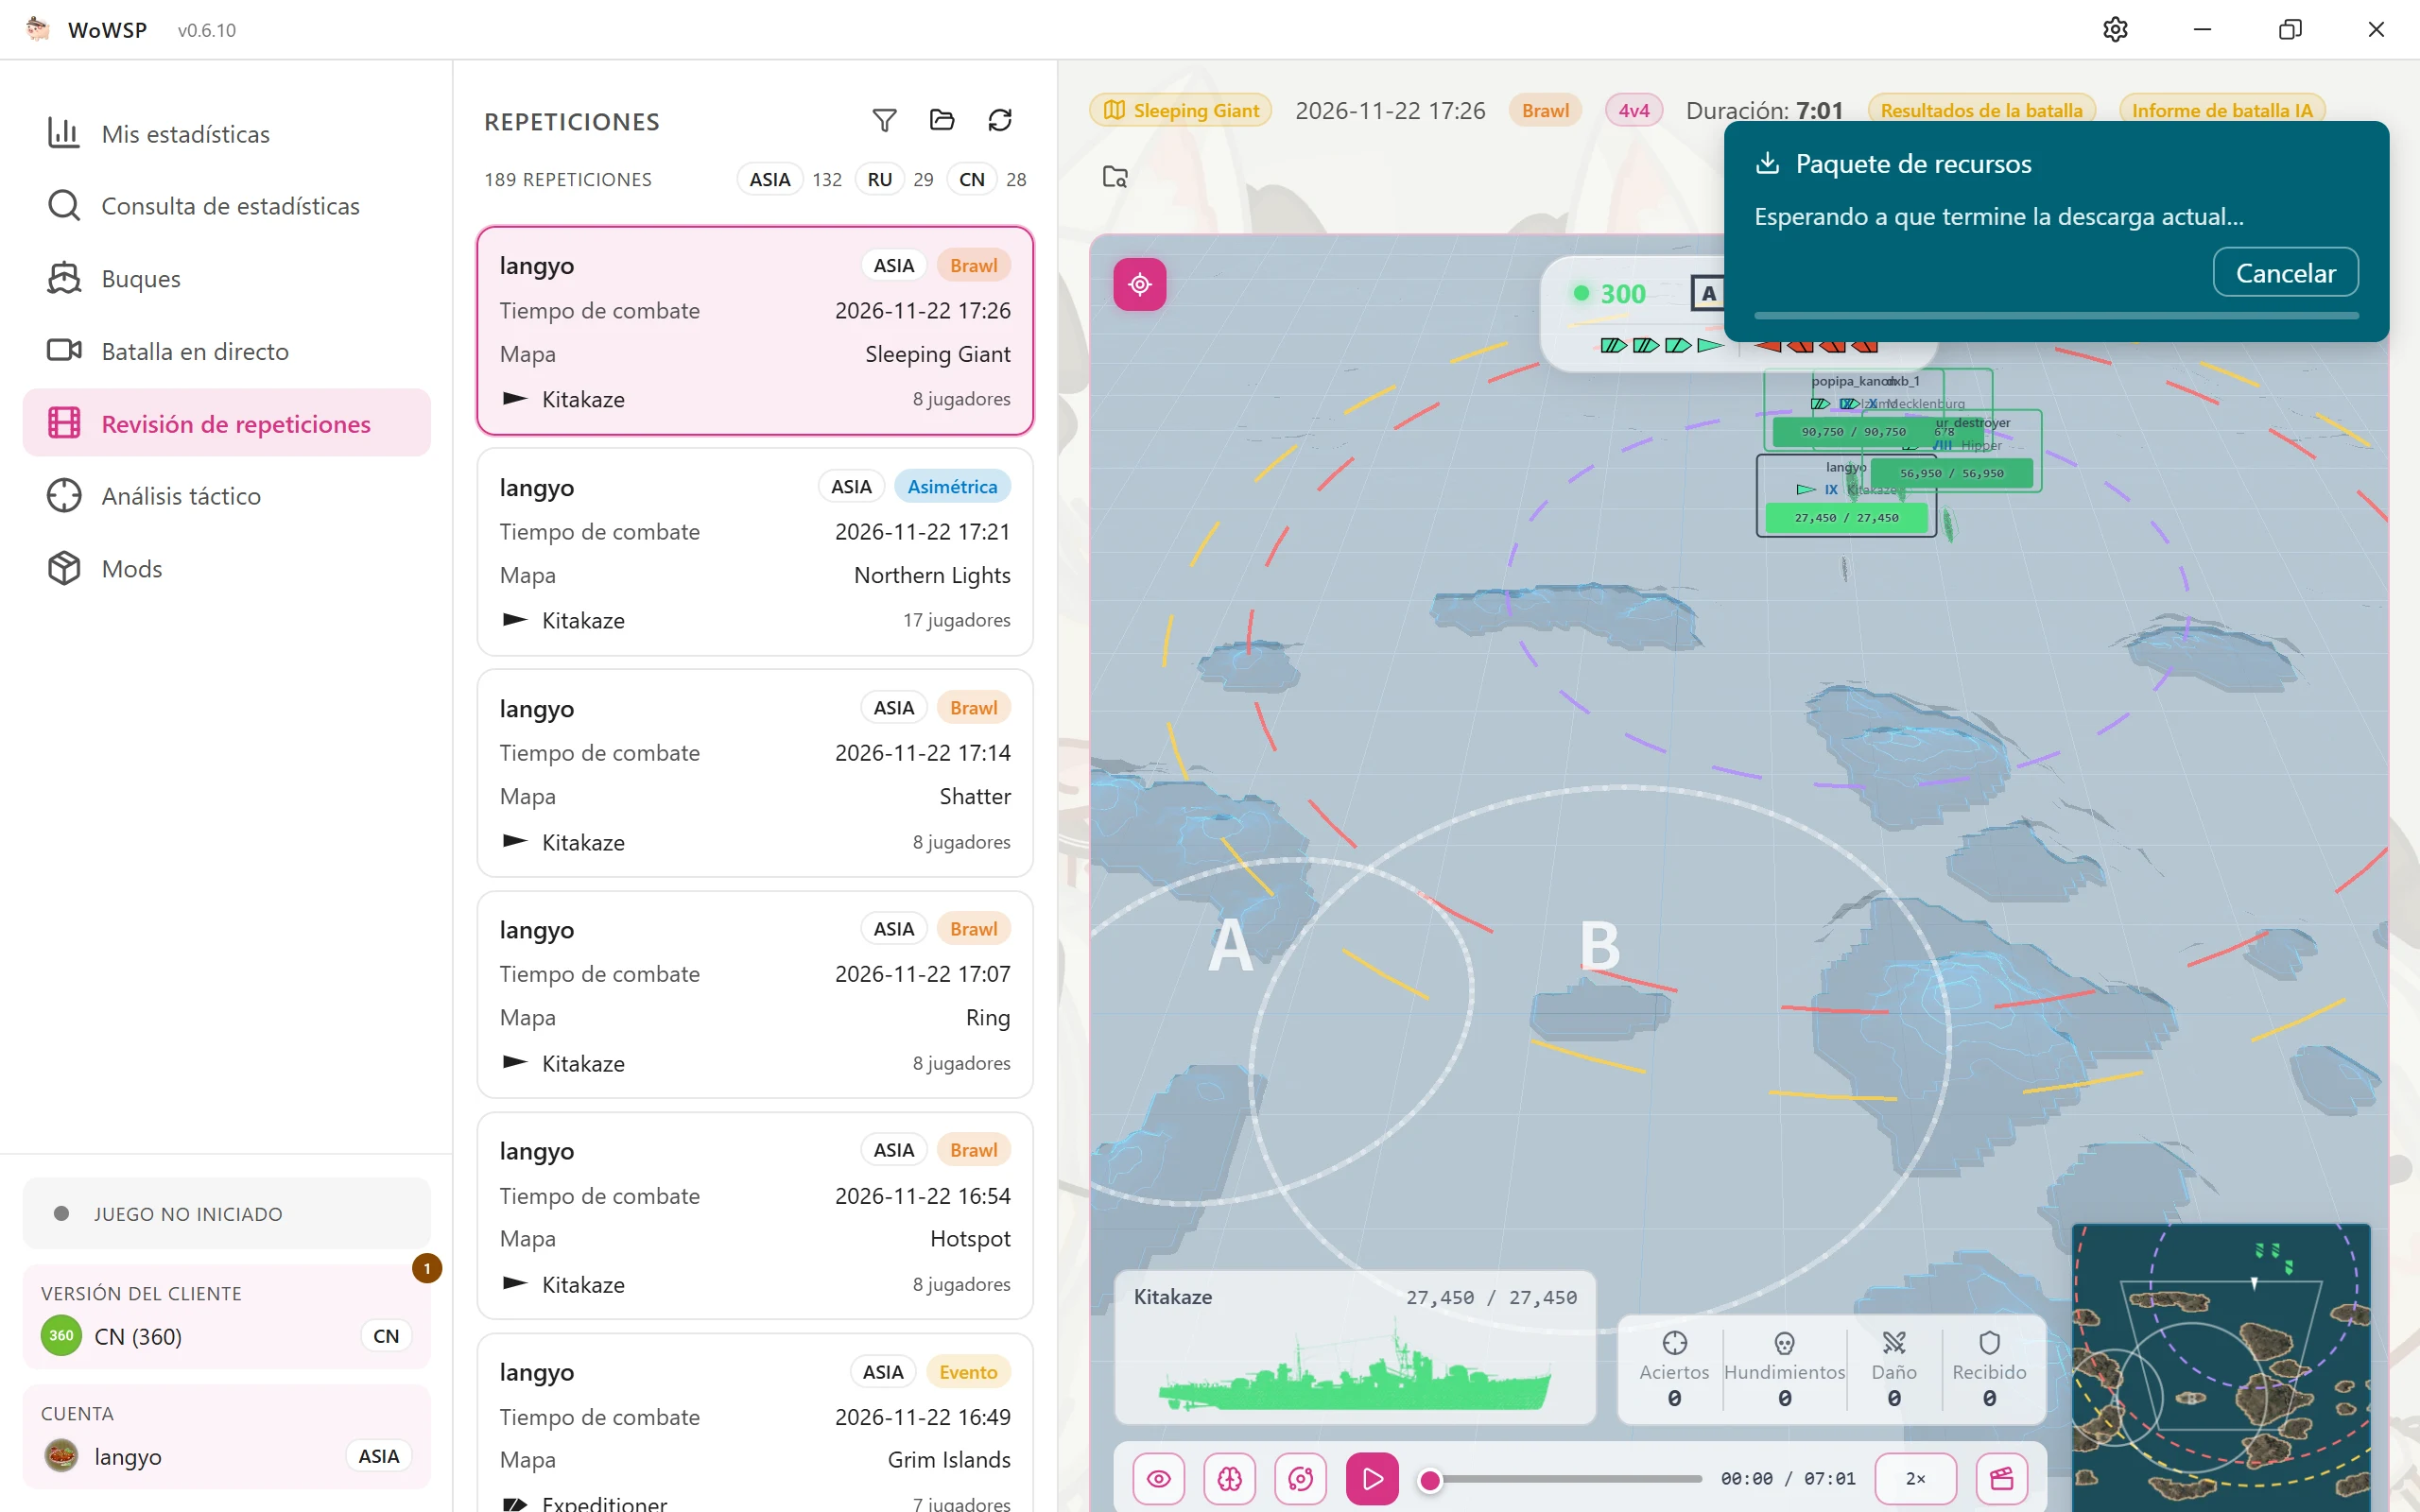 WoWSP v0.6.10
Mis estadísticas
Consulta de estadísticas
Buques
Batalla en directo
Revisión de repeticiones
Análisis táctico
Mods
JUEGO NO INICIADO
1
VERSIÓN DEL CLIENTE
360 CN (360) CN
CUENTA
langyo ASIA
REPETICIONES
189 REPETICIONES ASIA 132 RU 29 CN 28
langyo ASIA Brawl
Tiempo de combate 2026-11-22 17:26
Mapa Sleeping Giant
Kitakaze 8 jugadores
langyo ASIA Asimétrica
Tiempo de combate 2026-11-22 17:21
Mapa Northern Lights
Kitakaze 17 jugadores
langyo ASIA Brawl
Tiempo de combate 2026-11-22 17:14
Mapa Shatter
Kitakaze 8 jugadores
langyo ASIA Brawl
Tiempo de combate 2026-11-22 17:07
Mapa Ring
Kitakaze 8 jugadores
langyo ASIA Brawl
Tiempo de combate 2026-11-22 16:54
Mapa Hotspot
Kitakaze 8 jugadores
langyo ASIA Evento
Tiempo de combate 2026-11-22 16:49
Mapa Grim Islands
Expeditioner 7 jugadores
Sleeping Giant 2026-11-22 17:26 Brawl 4v4 Duración: 7:01 Resultados de la batalla Informe de batalla IA
Paquete de recursos
Esperando a que termine la descarga actual...
Cancelar
300 A
Mecklenburg
90,750 / 90,750
ur_destroyer
VIII Hipper
56,950 / 56,950
langyo
IX Kitakaze
27,450 / 27,450
A B
Kitakaze 27,450 / 27,450
Aciertos Hundimientos Daño Recibido
0 0 0 0
00:00 / 07:01 2×